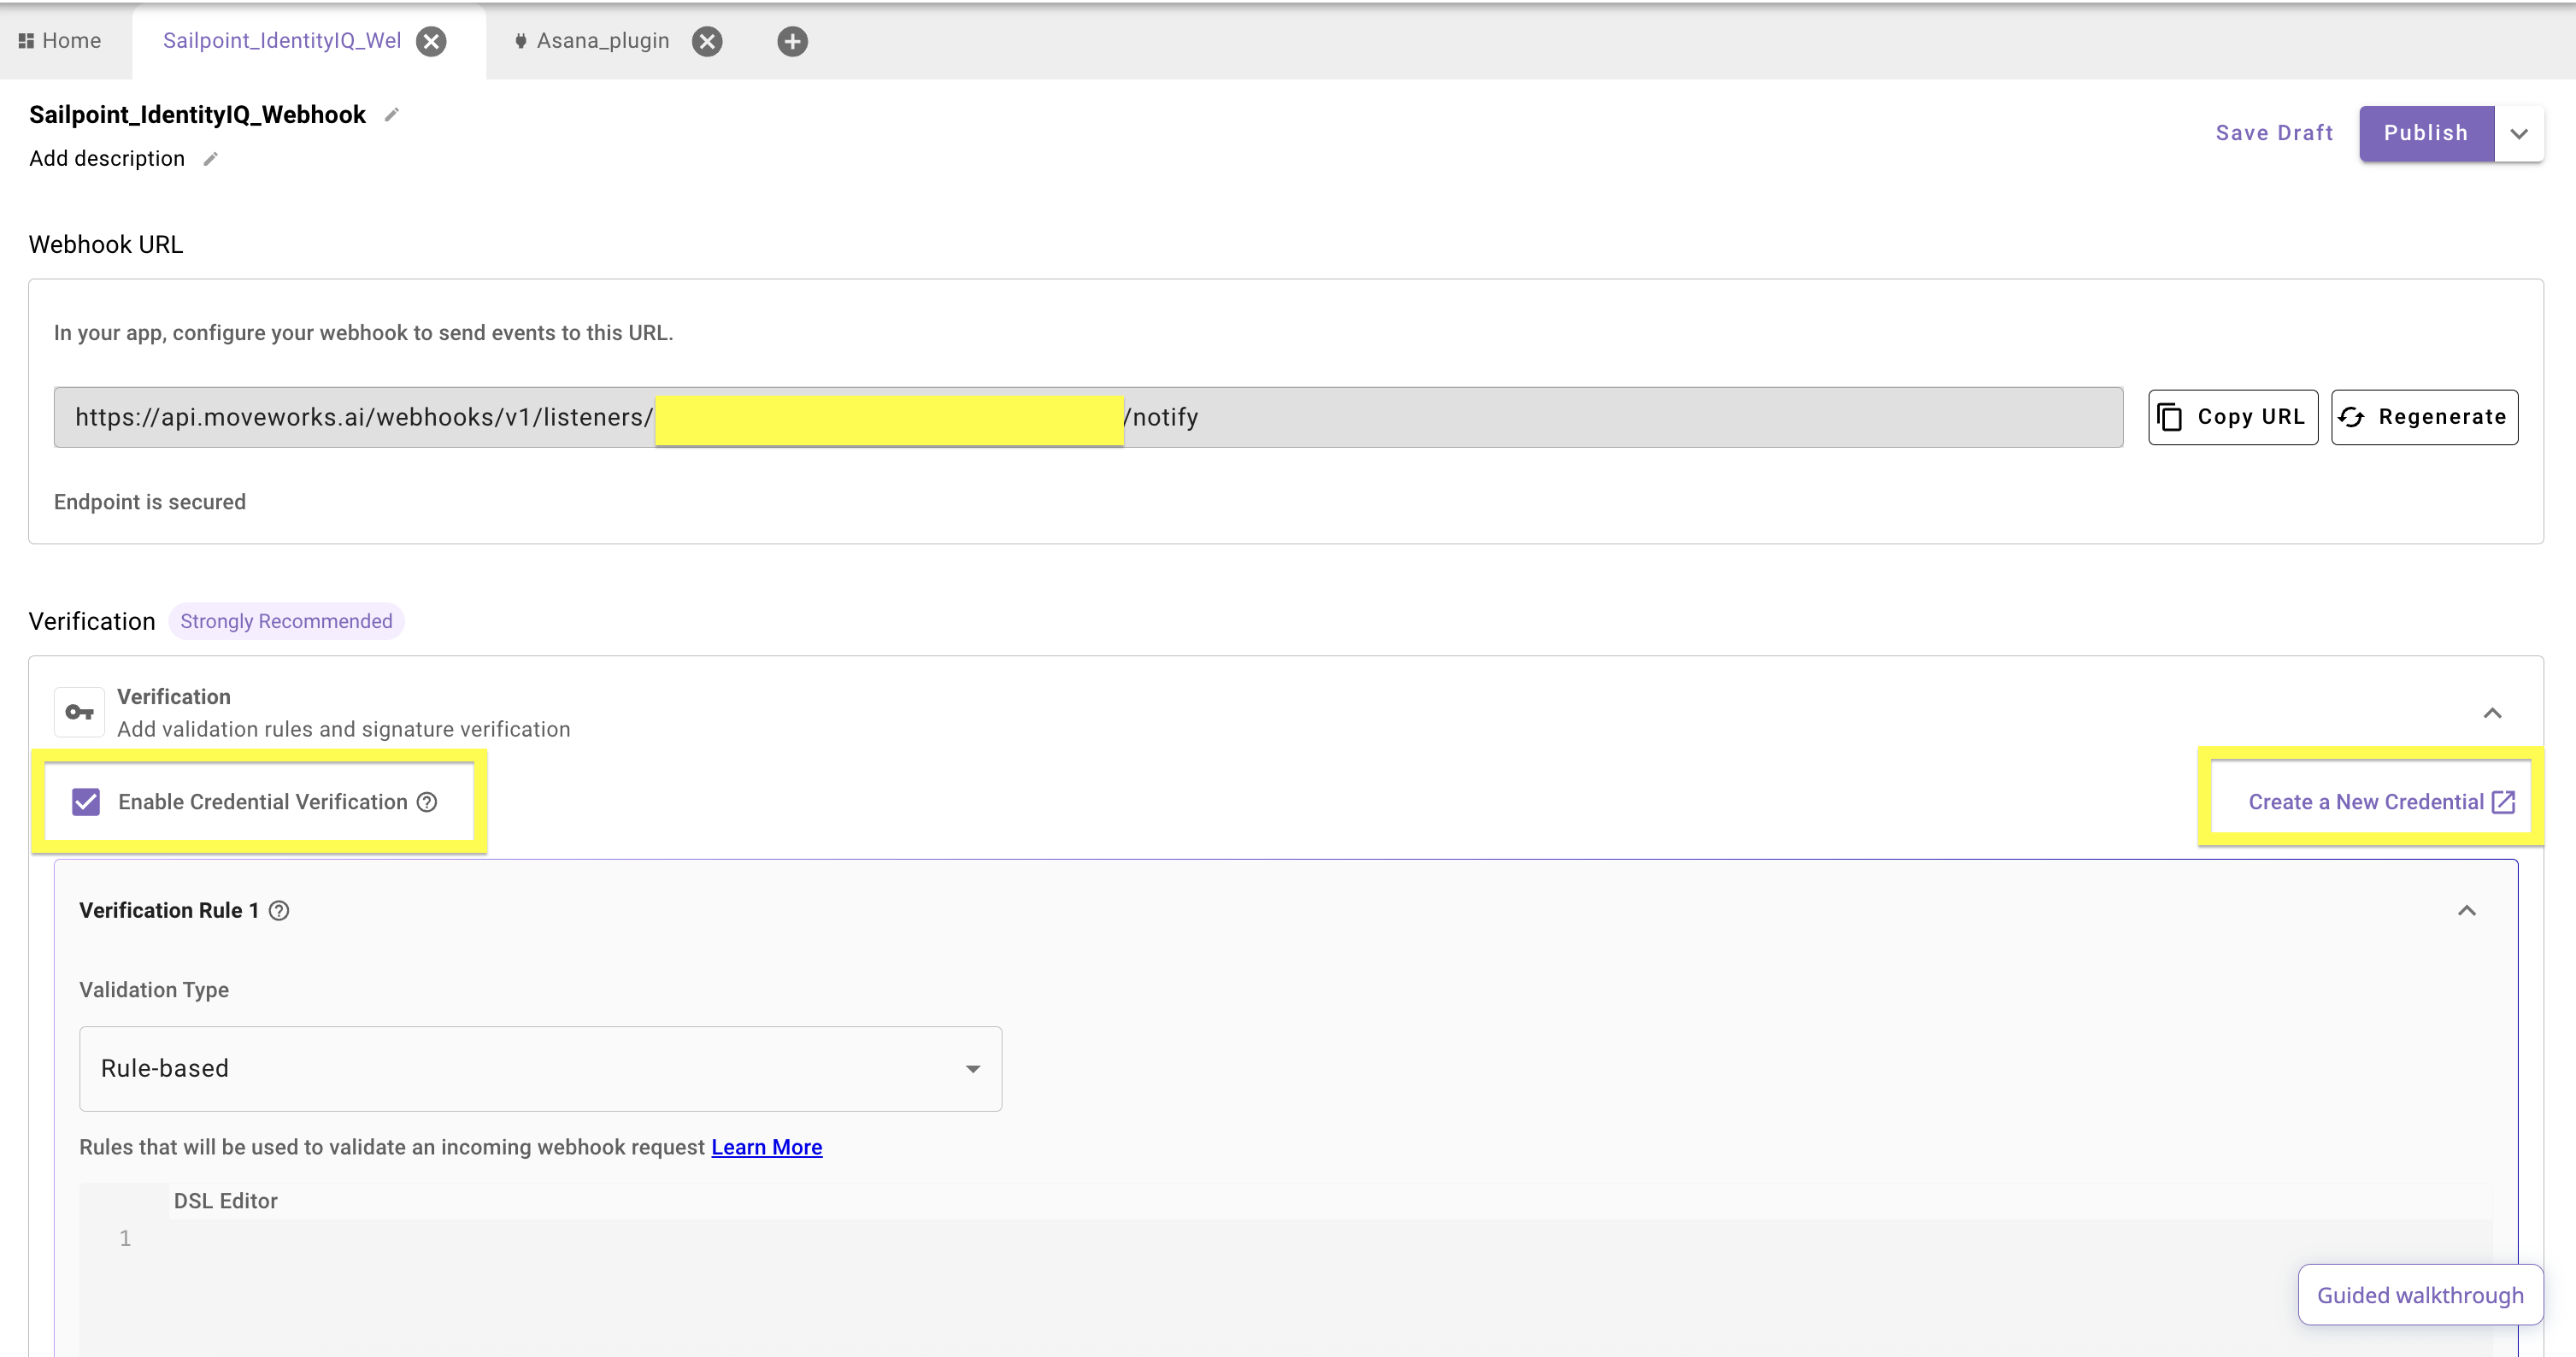 Home
Sailpoint_IdentityIQ_Wel
Asana_plugin
Sailpoint_IdentityIQ_Webhook
Add description
Save Draft
Publish
Webhook URL
In your app, configure your webhook to send events to this URL.
https://api.moveworks.ai/webhooks/v1/listeners/ /notify
Copy URL
Regenerate
Endpoint is secured
Verification
Strongly Recommended
Verification
Add validation rules and signature verification
Enable Credential Verification
Create a New Credential
Verification Rule 1
Validation Type
Rule-based
Rules that will be used to validate an incoming webhook request Learn More
DSL Editor
1
Guided walkthrough